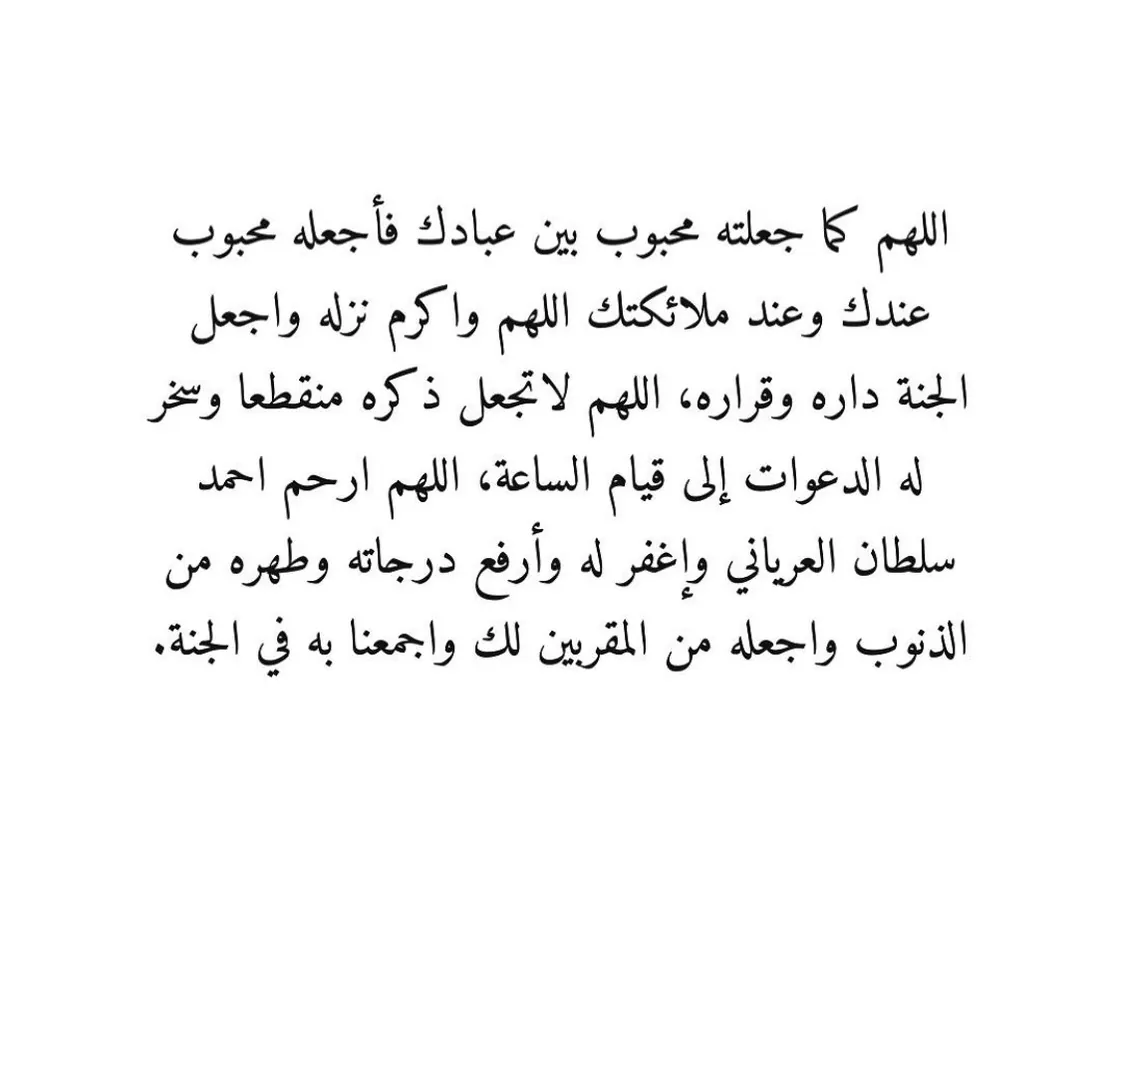 اللهم كما جعلته محبوب بين عبادك فأجعله محبوب
عندك وعند ملائكتك اللهم واكرم نزله واجعل
الجنة داره وقراره، اللهم لاتجعل ذكره منقطعا وسخر
له الدعوات إلى قيام الساعة، اللهم ارحم احمد
سلطان العرياني وإغفر له وأرفع درجاته وطهره من
الذنوب واجعله من المقربين لك واجمعنا به في الجنة.